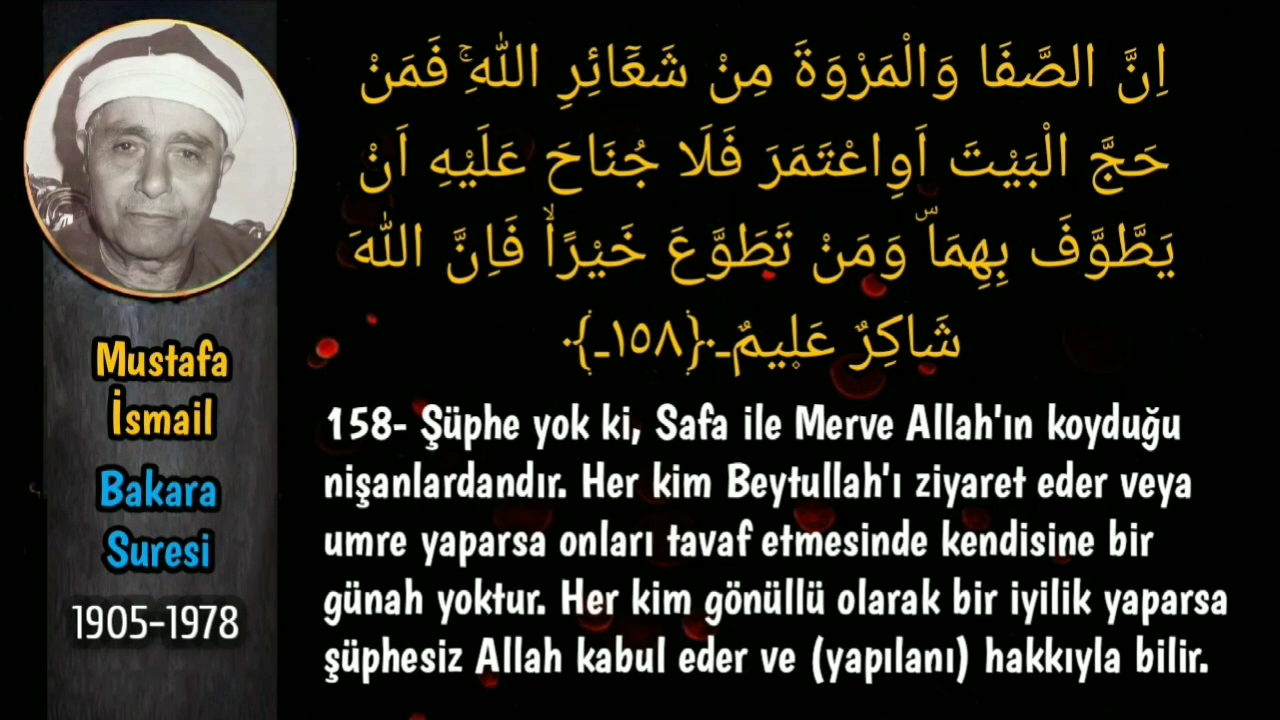 Mustafa
İsmail
Bakara
Suresi
1905-1978
اِنَّ الصَّفَا وَالْمَرْوَةَ مِنْ شَعَٓائِرِ اللّٰهِۚ فَمَنْ
حَجَّ الْبَيْتَ اَوِاعْتَمَرَ فَلَا جُنَاحَ عَلَيْهِ اَنْ
يَطَّوَّفَ بِهِمَاۜ وَمَنْ تَطَوَّعَ خَيْرًاۙ فَاِنَّ اللّٰهَ
شَاكِرٌ عَل۪يمٌ ﴿١٥٨﴾
158- Şüphe yok ki, Safa ile Merve Allah'ın koyduğu
nişanlardandır. Her kim Beytullah'ı ziyaret eder veya
umre yaparsa onları tavaf etmesinde kendisine bir
günah yoktur. Her kim gönüllü olarak bir iyilik yaparsa
şüphesiz Allah kabul eder ve (yapılanı) hakkıyla bilir.